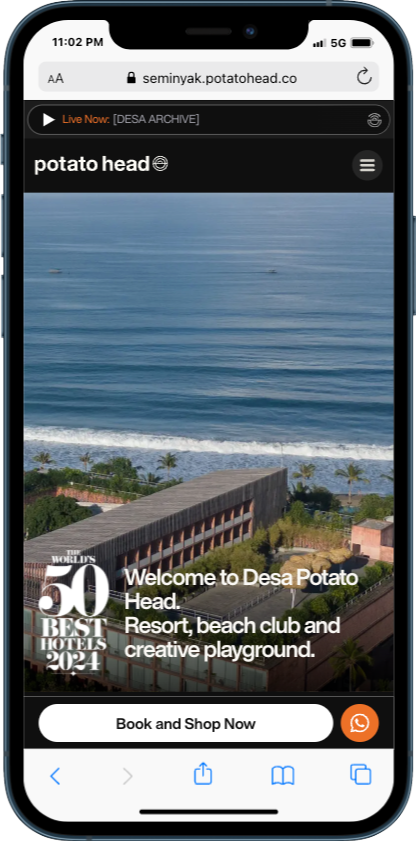 11:02 PM
5G
AA
seminyak.potatohead.co
Live Now: [DESA ARCHIVE]
potato head
THE
WORLD'S
50
BEST
HOTELS
2024
Welcome to Desa Potato
Head.
Resort, beach club and
creative playground.
Book and Shop Now